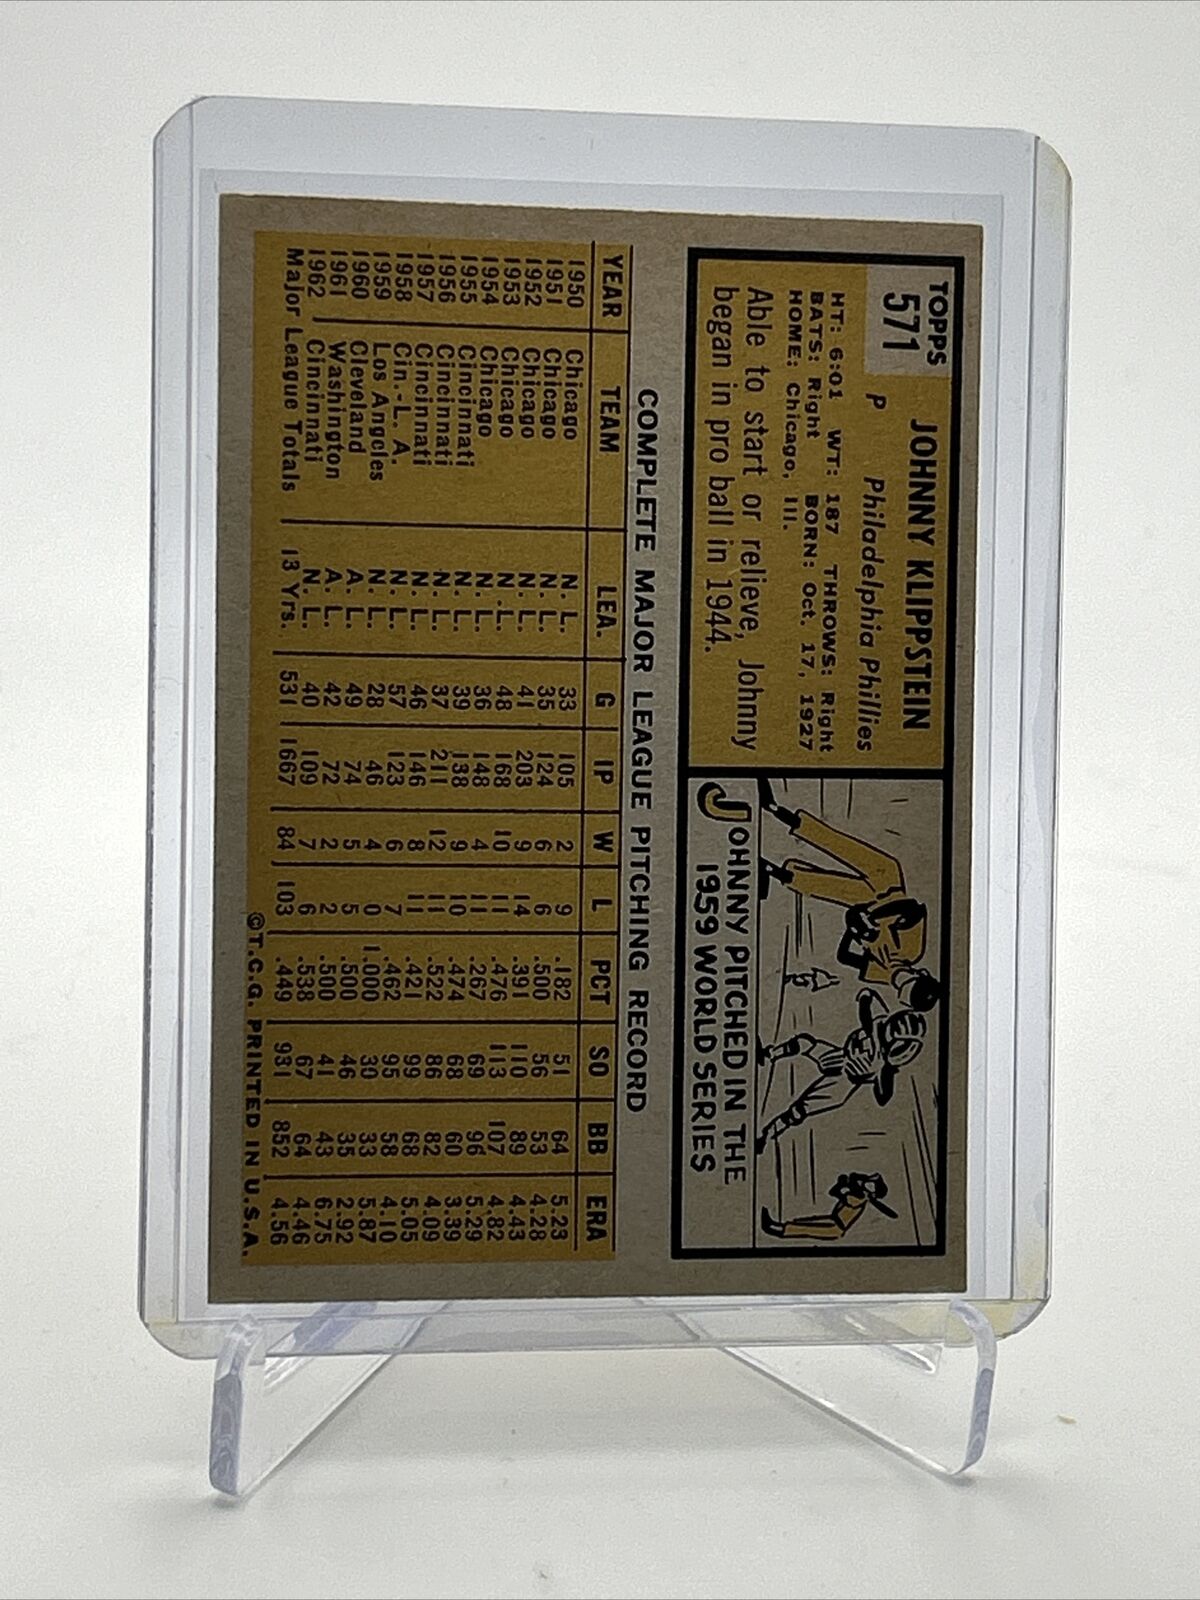 TOPPS
571
JOHNNY KLIPPSTEIN
P Philadelphia Phillies
HT: 6:01 WT: 187 THROWS: Right
BATS: Right BORN: Oct. 17, 1927
HOME: Chicago, Ill.
Able to start or relieve, Johnny
began in pro ball in 1944.
JOHNNY PITCHED IN THE
1959 WORLD SERIES
COMPLETE MAJOR LEAGUE PITCHING RECORD
YEAR TEAM LEA. G IP W L PCT SO BB ERA
1950 Chicago N. L. 33 105 2 9 .182 51 64 5.23
1951 Chicago N. L. 35 124 6 6 .500 56 53 4.28
1952 Chicago N. L. 41 203 9 14 .391 110 89 4.43
1953 Chicago N. L. 48 168 10 11 .476 113 107 4.82
1954 Chicago N. L. 36 148 4 11 .267 69 96 5.29
1955 Cincinnati N. L. 39 138 9 10 .474 68 60 3.39
1956 Cincinnati N. L. 37 211 12 11 .522 86 82 4.09
1957 Cincinnati N. L. 46 146 8 11 .421 99 68 5.05
1958 Cin.-L. A. N. L. 57 123 6 7 .462 95 58 4.10
1959 Los Angeles N. L. 28 46 4 0 1.000 30 33 5.87
1960 Cleveland A. L. 49 74 5 5 .500 46 35 2.92
1961 Washington A. L. 42 72 2 2 .500 41 43 6.75
1962 Cincinnati N. L. 40 109 7 6 .538 67 64 4.46
Major League Totals 13 Yrs. 531 1667 84 103 .449 931 852 4.56
©T.C.G. PRINTED IN U.S.A.